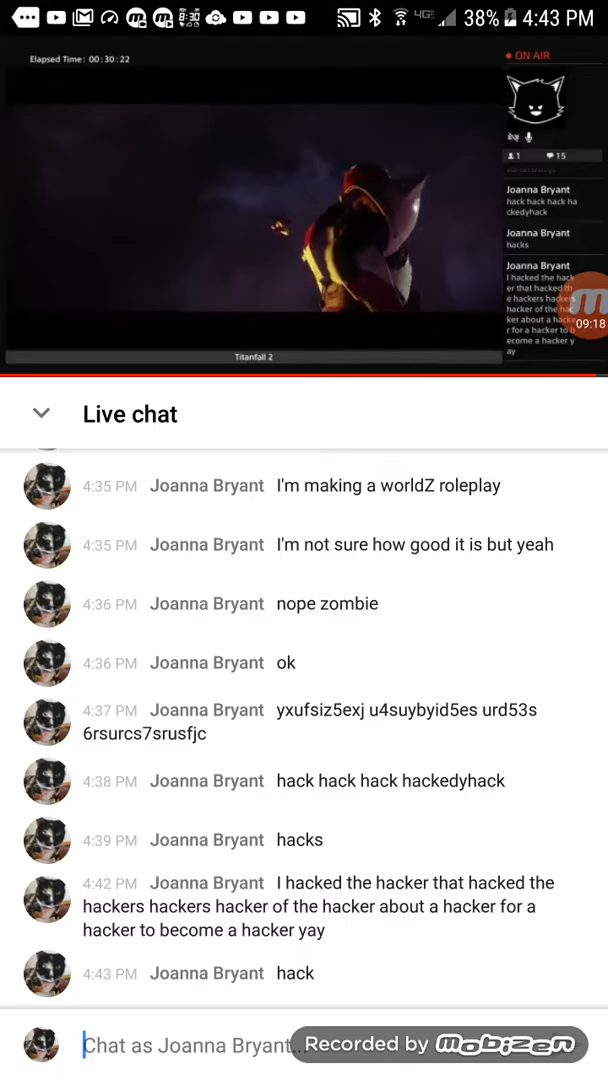 8:30
4G
38%
4:43 PM
Elapsed Time: 00:30:22
ON AIR
1
15
Joanna Bryant
hack hack hack ha
ckedyhack
Joanna Bryant
hacks
Joanna Bryant
I hacked the hack
er that hacked th
e hackers hackers
hacker of the hac
ker about a hacke
r for a hacker to b
ecome a hacker y
ay
09:18
Titanfall 2
Live chat
4:35 PM Joanna Bryant I'm making a worldZ roleplay
4:35 PM Joanna Bryant I'm not sure how good it is but yeah
4:36 PM Joanna Bryant nope zombie
4:36 PM Joanna Bryant ok
4:37 PM Joanna Bryant yxufsiz5exj u4suybyid5es urd53s
6rsurcs7srusfjc
4:38 PM Joanna Bryant hack hack hack hackedyhack
4:39 PM Joanna Bryant hacks
4:42 PM Joanna Bryant I hacked the hacker that hacked the
hackers hackers hacker of the hacker about a hacker for a
hacker to become a hacker yay
4:43 PM Joanna Bryant hack
Chat as Joanna Bryant...
Recorded by mobizen